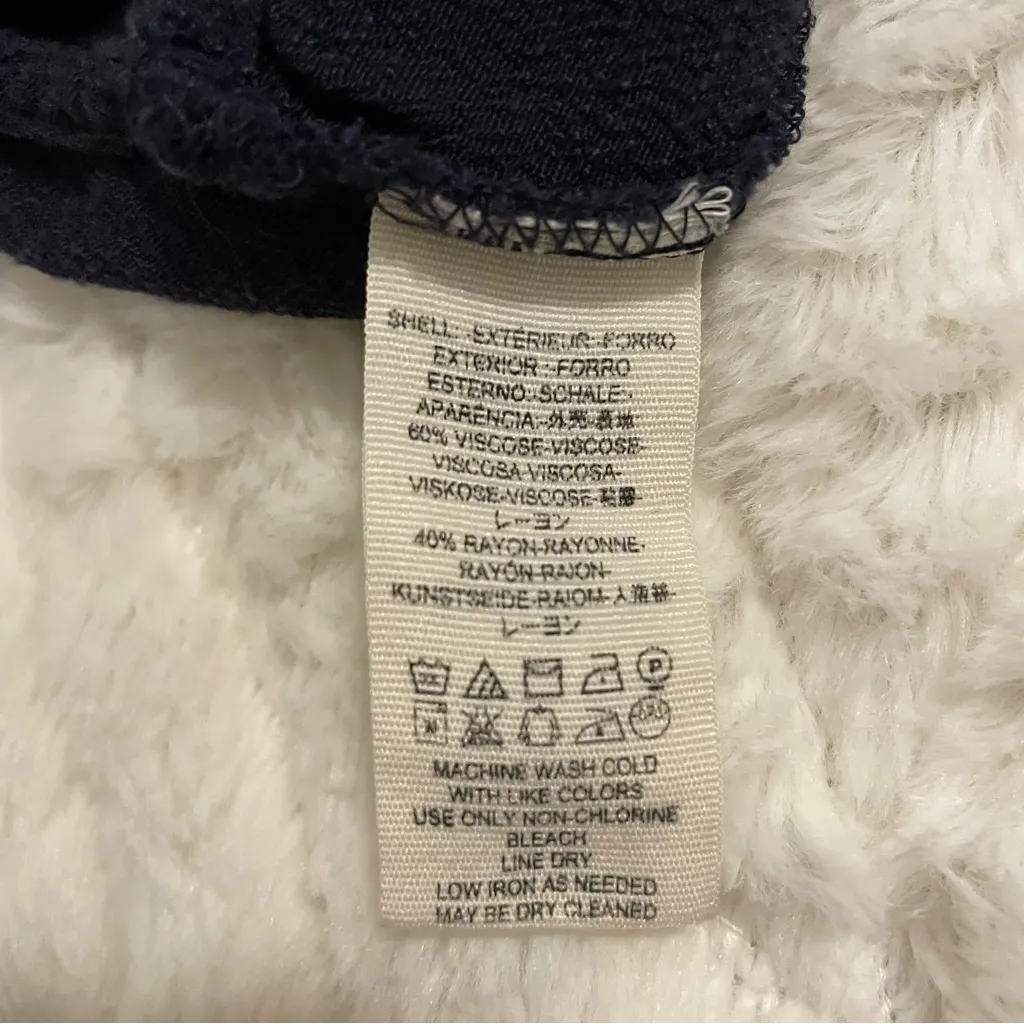 SHELL:-EXTÉRIEUR:-FORRO
EXTERIOR:-FORRO
ESTERNO:-SCHALE-
APARENCIA:-外壳-表地
60% VISCOSE-VISCOSE-
VISCOSA-VISCOSA-
VISKOSE-VISCOSE-粘膠-
レーヨン
40% RAYON-RAYONNE-
RAYÓN-RAION-
KUNSTSEIDE-RAIOM-人造絲-
レーヨン
MACHINE WASH COLD
WITH LIKE COLORS
USE ONLY NON-CHLORINE
BLEACH
LINE DRY
LOW IRON AS NEEDED
MAY BE DRY CLEANED